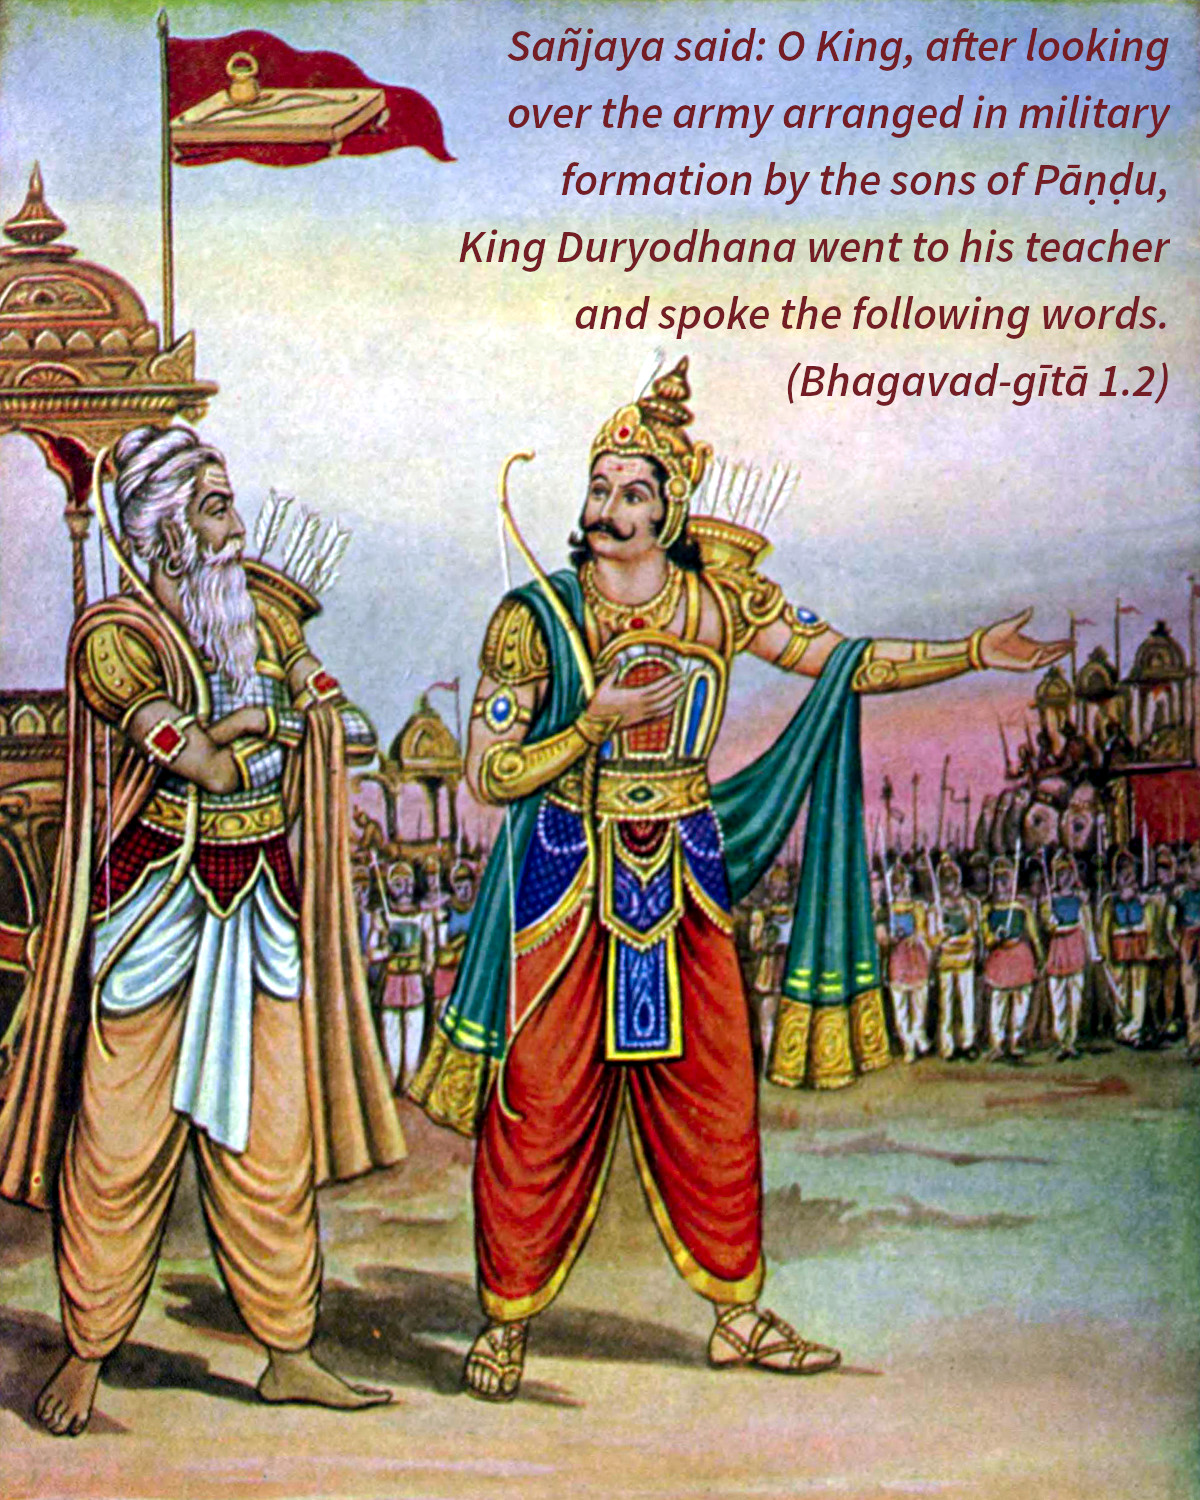 Sañjaya said: O King, after looking
over the army arranged in military
formation by the sons of Pāṇḍu,
King Duryodhana went to his teacher
and spoke the following words.
(Bhagavad-gītā 1.2)